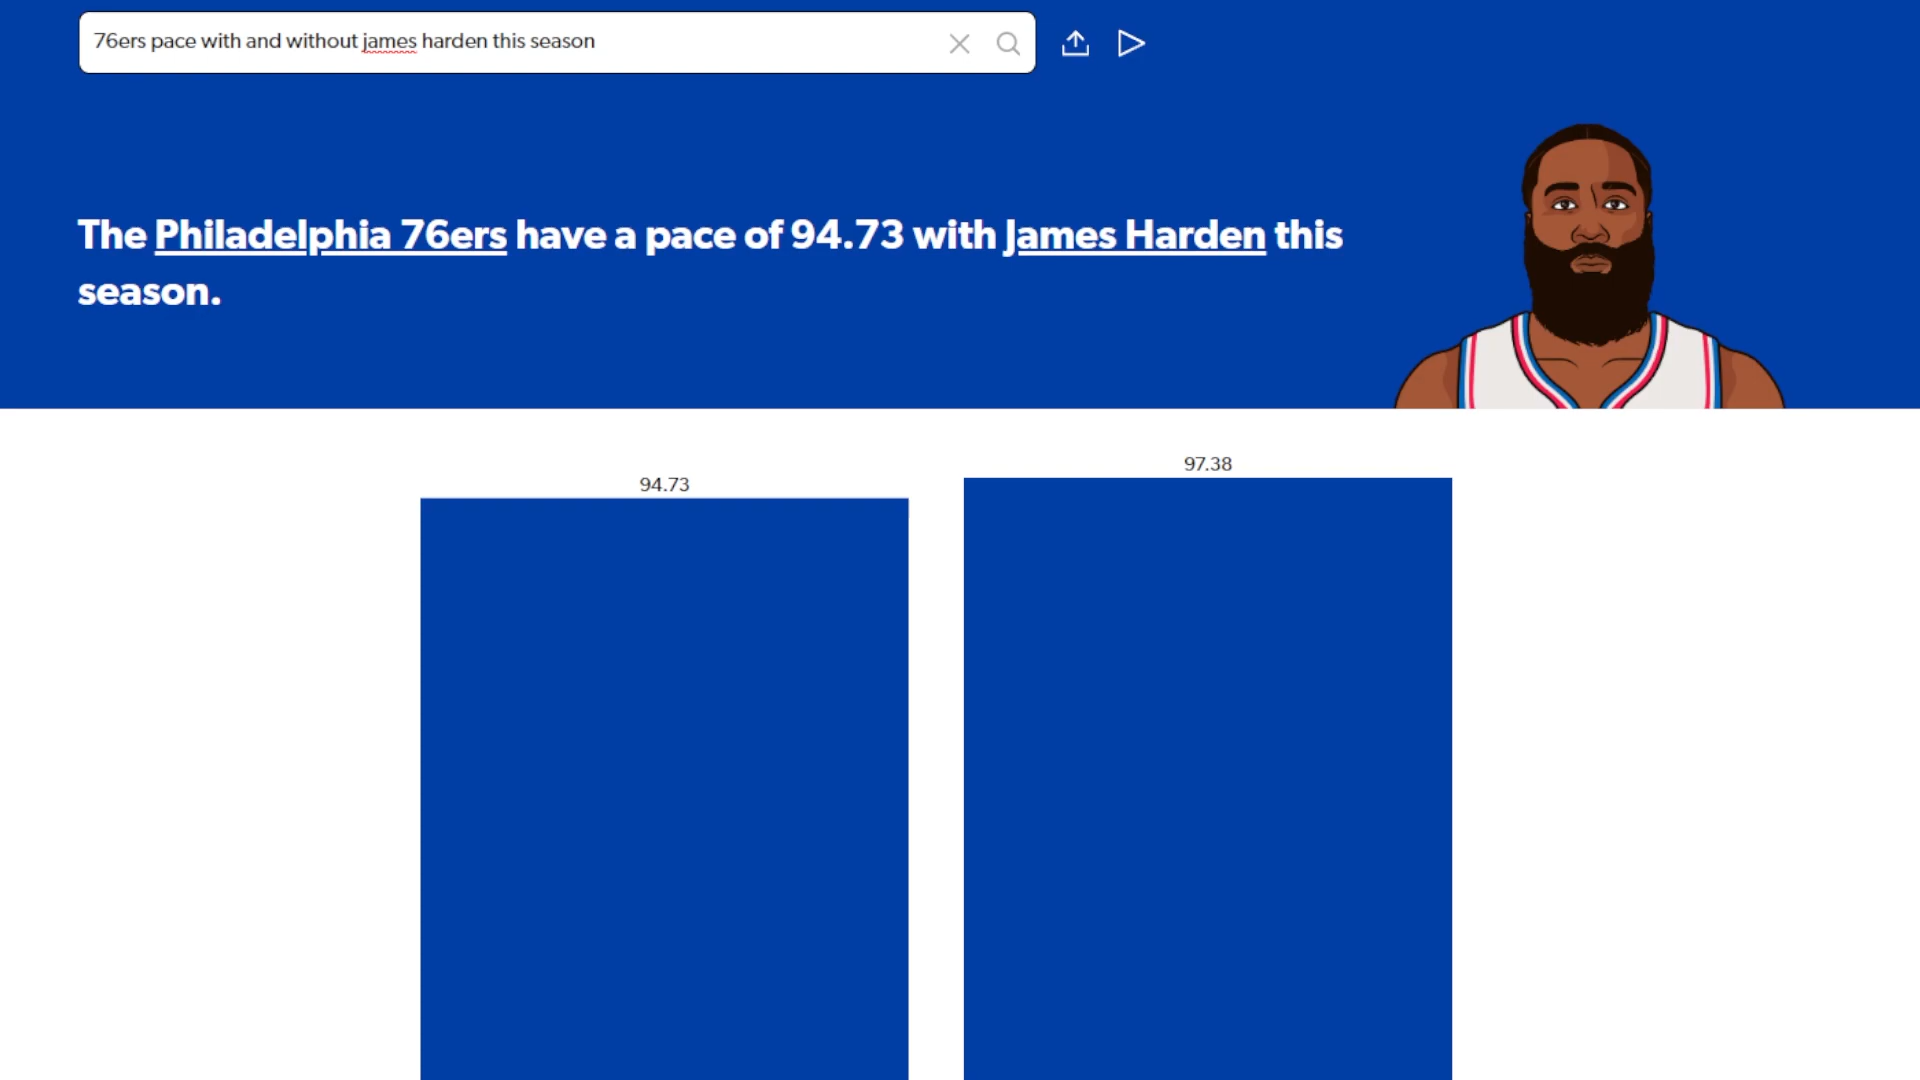 76ers pace with and without james harden this season
The Philadelphia 76ers have a pace of 94.73 with James Harden this
season.
94.73
97.38